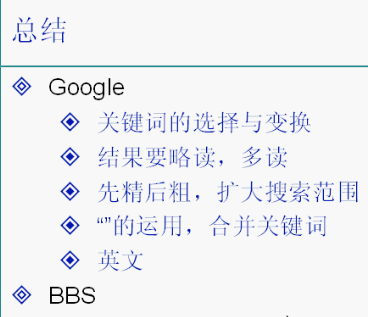 总结
Google
关键词的选择与变换
结果要略读，多读
先精后粗，扩大搜索范围
“”的运用，合并关键词
英文
BBS